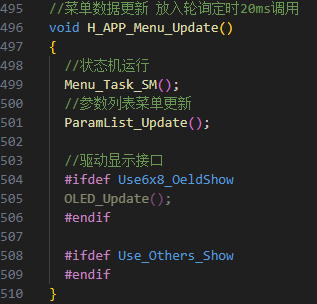 495 //菜单数据更新 放入轮询定时20ms调用
496 void H_APP_Menu_Update()
497 {
498 //状态机运行
499 Menu_Task_SM();
500 //参数列表菜单更新
501 ParamList_Update();
502
503 //驱动显示接口
504 #ifdef Use6x8_OeldShow
505 OLED_Update();
506 #endif
507
508 #ifdef Use_Others_Show
509 #endif
510 }